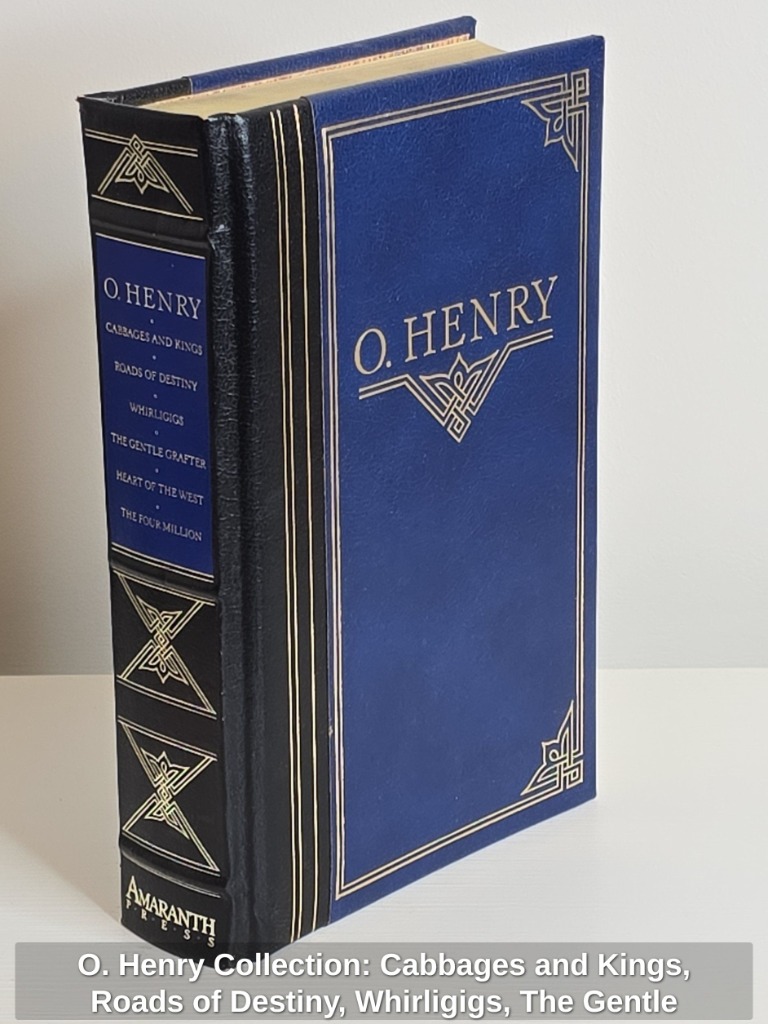 O. HENRY
CABBAGES AND KINGS
ROADS OF DESTINY
WHIRLIGIGS
THE GENTLE GRAFTER
HEART OF THE WEST
THE FOUR MILLION
AMARANTH
PRESS
O. HENRY
O. Henry Collection: Cabbages and Kings,
Roads of Destiny, Whirligigs, The Gentle